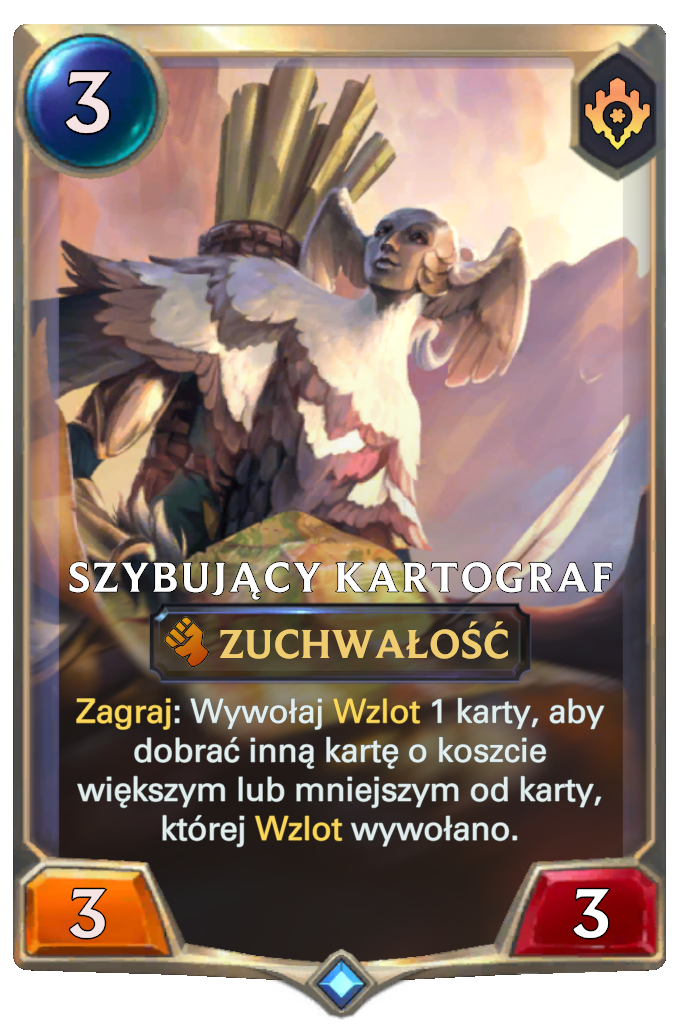 3
SZYBUJĄCY KARTOGRAF
ZUCHWAŁOŚĆ
Zagraj: Wywołaj Wzlot 1 karty, aby
dobrać inną kartę o koszcie
większym lub mniejszym od karty,
której Wzlot wywołano.
3
3